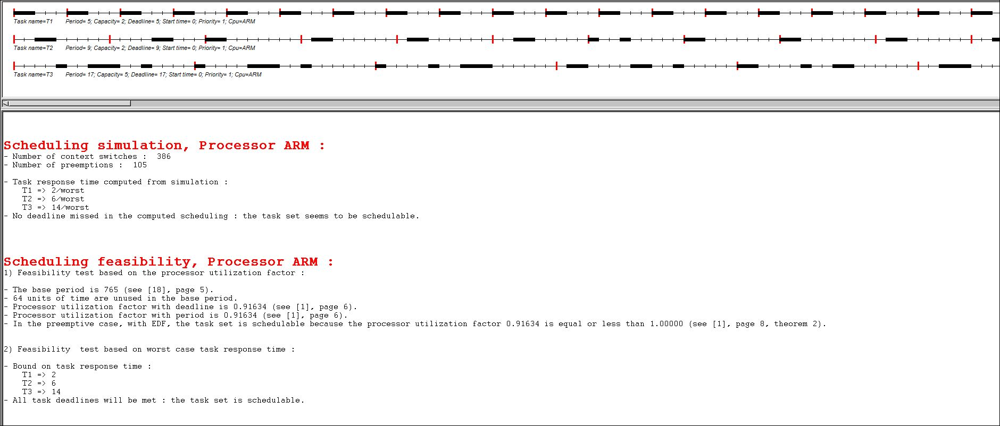 Task name=T1 Period= 5; Capacity= 2; Deadline= 5; Start time= 0; Priority= 1; Cpu=ARM
Task name=T2 Period= 9; Capacity= 2; Deadline= 9; Start time= 0; Priority= 1; Cpu=ARM
Task name=T3 Period= 17; Capacity= 5; Deadline= 17; Start time= 0; Priority= 1; Cpu=ARM
Scheduling simulation, Processor ARM :
- Number of context switches :  386
- Number of preemptions :  105
- Task response time computed from simulation :
T1 => 2/worst
T2 => 6/worst
T3 => 14/worst
- No deadline missed in the computed scheduling : the task set seems to be schedulable.
Scheduling feasibility, Processor ARM :
1) Feasibility test based on the processor utilization factor :
- The base period is 765 (see [18], page 5).
- 64 units of time are unused in the base period.
- Processor utilization factor with deadline is 0.91634 (see [1], page 6).
- Processor utilization factor with period is 0.91634 (see [1], page 6).
- In the preemptive case, with EDF, the task set is schedulable because the processor utilization factor 0.91634 is equal or less than 1.00000 (see [1], page 8, theorem 2).
2) Feasibility  test based on worst case task response time :
- Bound on task response time :
T1 => 2
T2 => 6
T3 => 14
- All task deadlines will be met : the task set is schedulable.